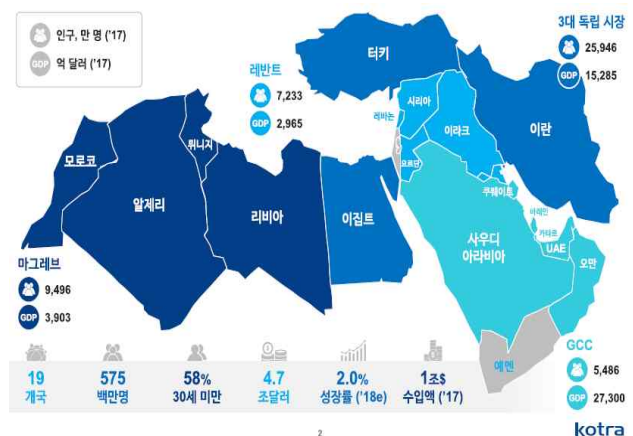 인구, 만 명 ('17)
GDP 억 달러 ('17)
3대 독립 시장
25,946
GDP 15,285
터키
레반트
7,233
GDP 2,965
시리아
레바논
이라크
이란
요르단
쿠웨이트
모로코
튀니지
알제리
리비아
이집트
바레인
카타르
UAE
사우디
아라비아
오만
예멘
마그레브
9,496
GDP 3,903
GCC
5,486
GDP 27,300
19
개국
575
백만명
58%
30세 미만
4.7
조달러
2.0%
성장률 ('18e)
1조$
수입액 ('17)
2
kotra